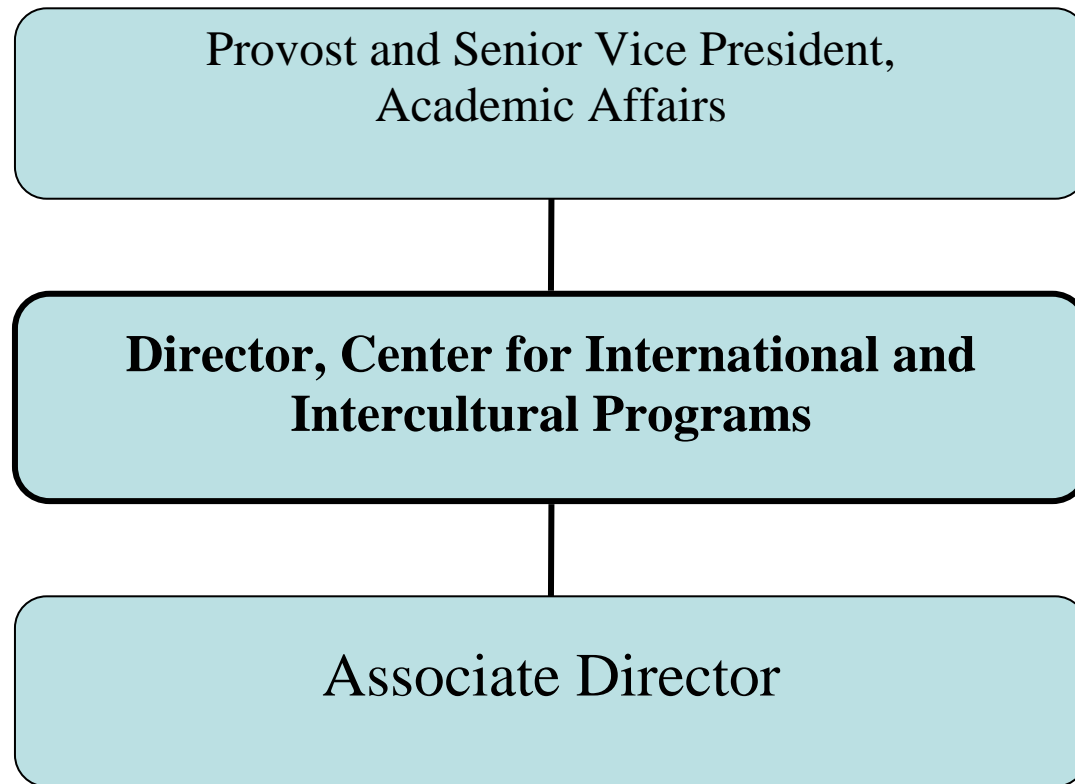 Provost and Senior Vice President,
Academic Affairs
Director, Center for International and
Intercultural Programs
Associate Director